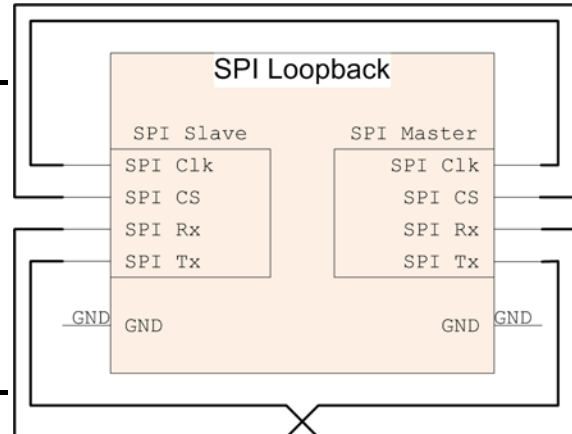 SPI Loopback
SPI Slave
SPI Master
SPI Clk
SPI Clk
SPI CS
SPI CS
SPI Rx
SPI Rx
SPI Tx
SPI Tx
GND
GND
GND
GND